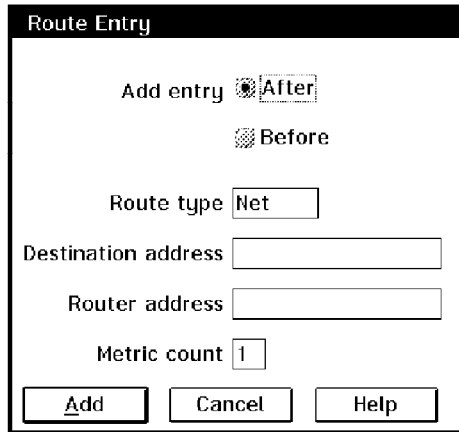 Route Entry
Add entry After
Before
Route type Net
Destination address
Router address
Metric count 1
Add Cancel Help